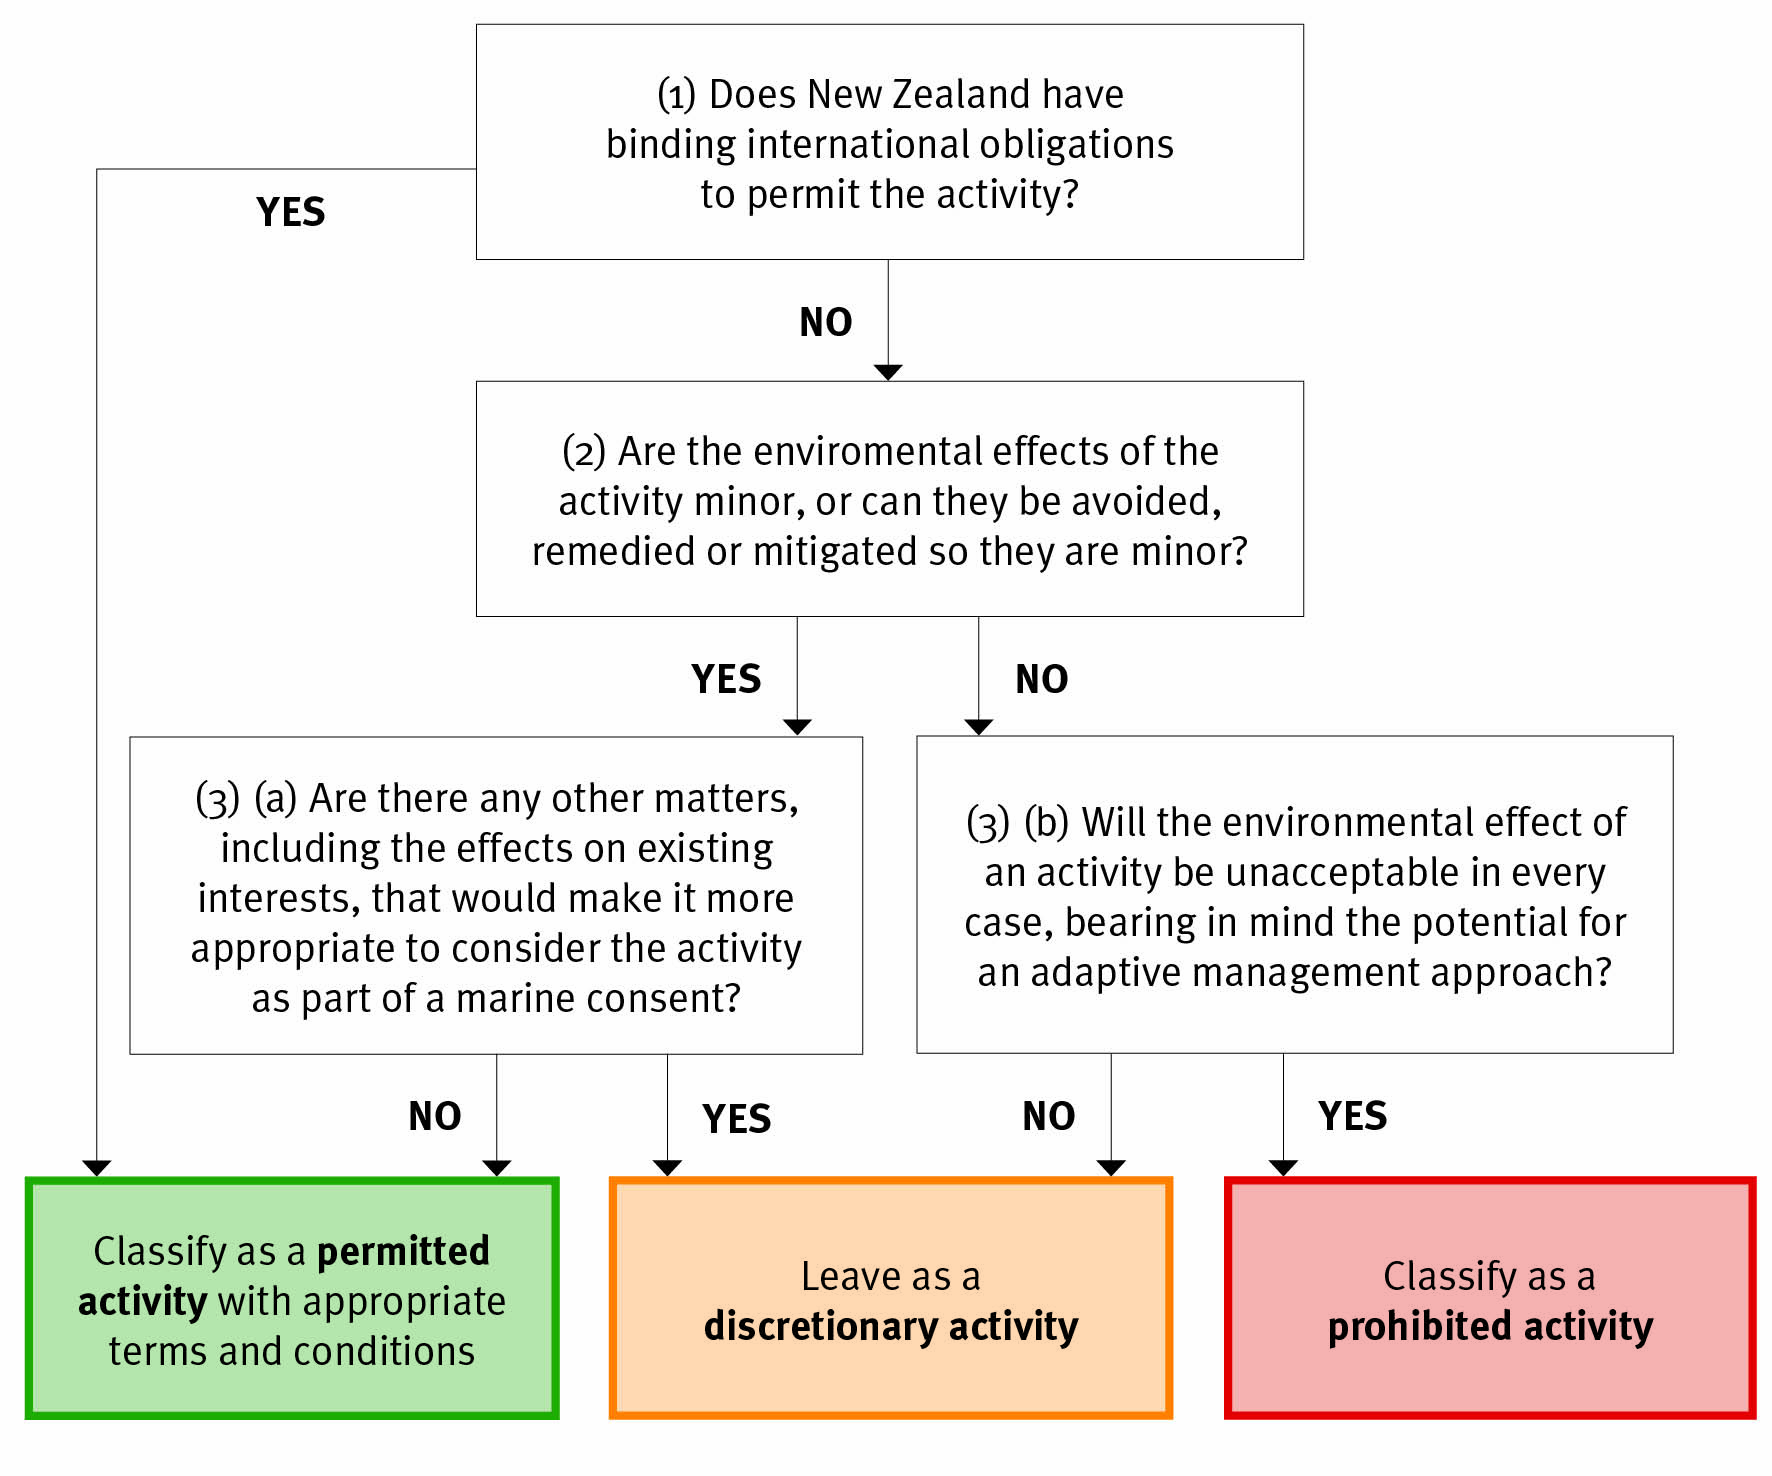 (1) Does New Zealand have
binding international obligations
to permit the activity?
YES
NO
(2) Are the enviromental effects of the
activity minor, or can they be avoided,
remedied or mitigated so they are minor?
YES
NO
(3) (a) Are there any other matters,
including the effects on existing
interests, that would make it more
appropriate to consider the activity
as part of a marine consent?
(3) (b) Will the environmental effect of
an activity be unacceptable in every
case, bearing in mind the potential for
an adaptive management approach?
NO
YES
NO
YES
Classify as a permitted
activity with appropriate
terms and conditions
Leave as a
discretionary activity
Classify as a
prohibited activity